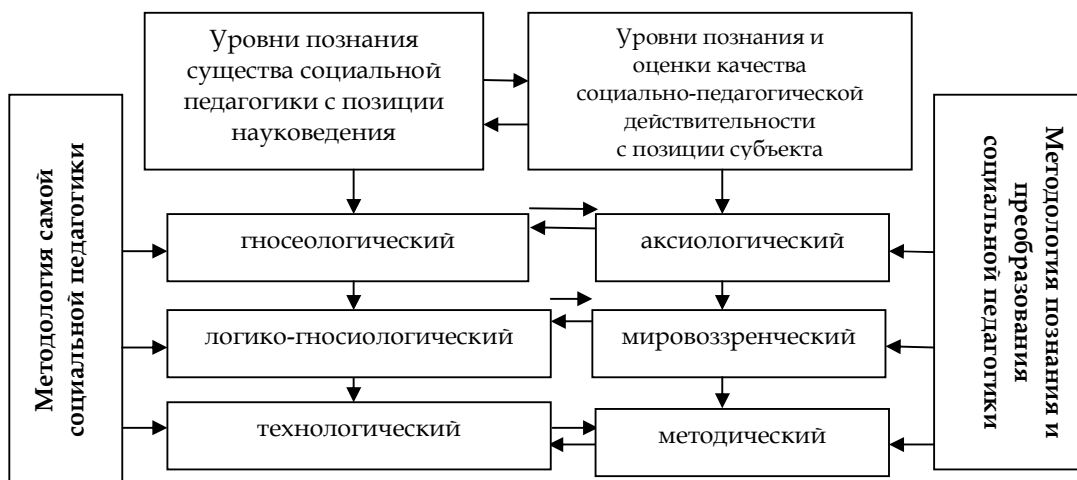 Уровни познания
существа социальной
педагогики с позиции
науковедения
Уровни познания и
оценки качества
социально-педагогической
действительности
с позиции субъекта
Методология самой
социальной педагогики
гносеологический
аксиологический
логико-гносиологический
мировоззренческий
технологический
методический
Методология познания и
преобразования
социальной педагогики